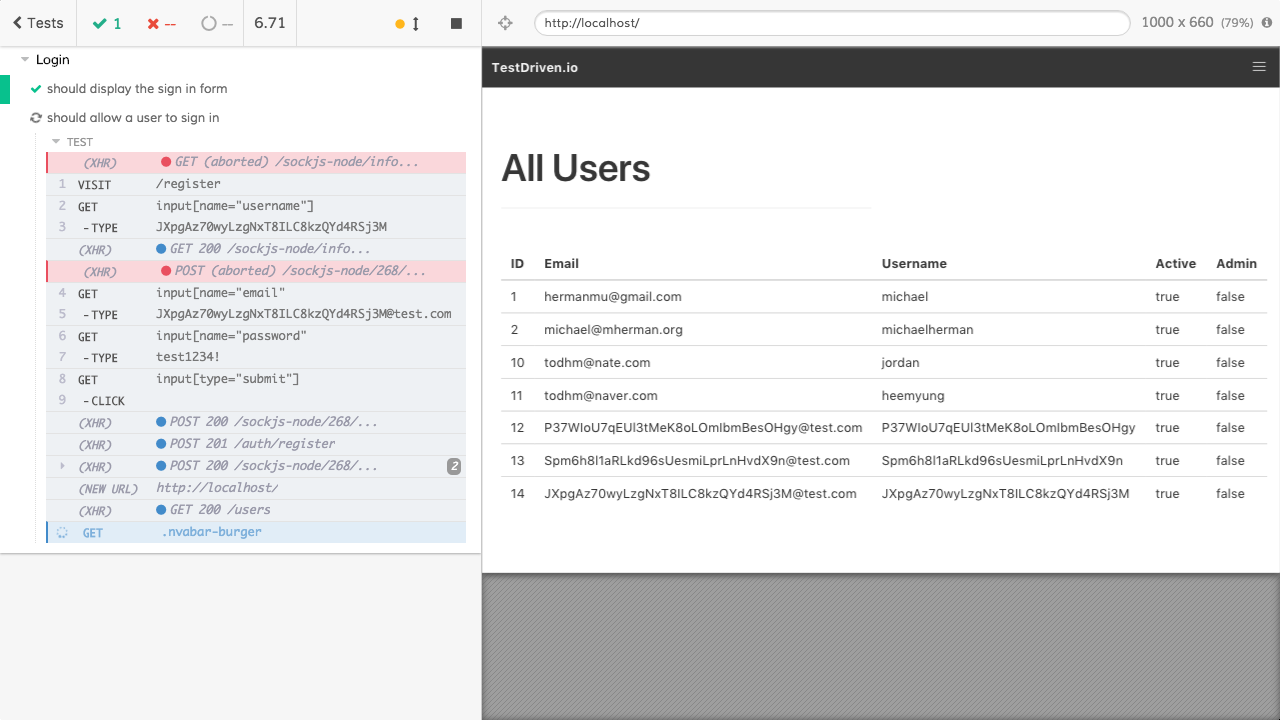 Tests
1
--
--
6.71
http://localhost/
1000 x 660 (79%)
Login
should display the sign in form
should allow a user to sign in
TEST
(XHR) GET (aborted) /sockjs-node/info...
1 VISIT /register
2 GET input[name="username"]
3 -TYPE JXpgAz70wyLzgNxT8ILC8kzQYd4RSj3M
(XHR) GET 200 /sockjs-node/info...
(XHR) POST (aborted) /sockjs-node/268/...
4 GET input[name="email"
5 -TYPE JXpgAz70wyLzgNxT8ILC8kzQYd4RSj3M@test.com
6 GET input[name="password"
7 -TYPE test1234!
8 GET input[type="submit"]
9 -CLICK
(XHR) POST 200 /sockjs-node/268/...
(XHR) POST 201 /auth/register
(XHR) POST 200 /sockjs-node/268/... 2
(NEW URL) http://localhost/
(XHR) GET 200 /users
GET .nvabar-burger
TestDriven.io
All Users
ID Email Username Active Admin
1 hermanmu@gmail.com michael true false
2 michael@mherman.org michaelherman true false
10 todhm@nate.com jordan true false
11 todhm@naver.com heemyung true false
12 P37WIoU7qEUl3tMeK8oLOmIbmBesOHgy@test.com P37WIoU7qEUl3tMeK8oLOmIbmBesOHgy true false
13 Spm6h8l1aRLkd96sUesmiLprLnHvdX9n@test.com Spm6h8l1aRLkd96sUesmiLprLnHvdX9n true false
14 JXpgAz70wyLzgNxT8ILC8kzQYd4RSj3M@test.com JXpgAz70wyLzgNxT8ILC8kzQYd4RSj3M true false